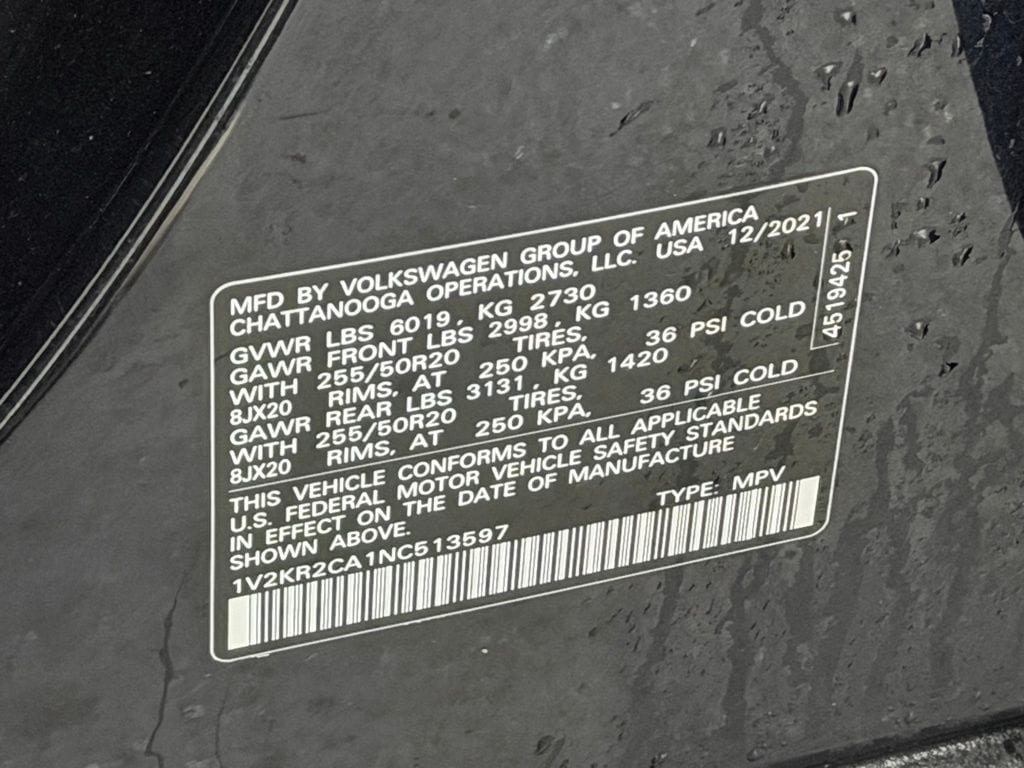 MFD BY VOLKSWAGEN GROUP OF AMERICA
CHATTANOOGA OPERATIONS, LLC. USA 12/2021
GVWR LBS 6019, KG 2730
GAWR FRONT LBS 2998, KG 1360
WITH 255/50R20 TIRES,
8JX20 RIMS, AT 250 KPA, 36 PSI COLD
GAWR REAR LBS 3131, KG 1420
WITH 255/50R20 TIRES,
8JX20 RIMS, AT 250 KPA, 36 PSI COLD
THIS VEHICLE CONFORMS TO ALL APPLICABLE
U.S. FEDERAL MOTOR VEHICLE SAFETY STANDARDS
IN EFFECT ON THE DATE OF MANUFACTURE
SHOWN ABOVE. TYPE: MPV
1V2KR2CA1NC513597
4519425 1